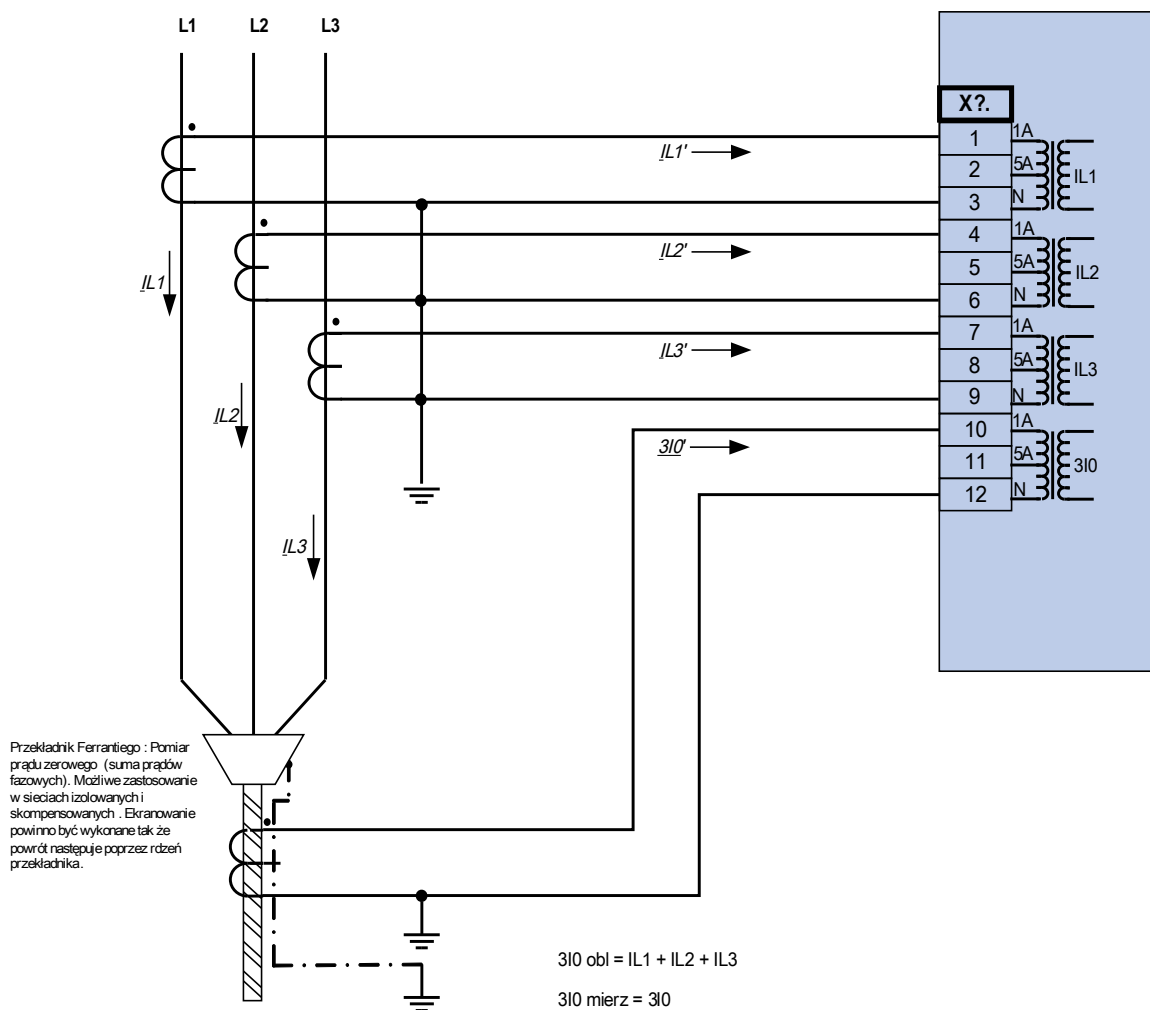 L1 L2 L3
X?.
1 1A
2 5A IL1
3 N
4 1A
5 5A IL2
6 N
7 1A
8 5A IL3
9 N
10 1A
11 5A 3I0
12 N
IL1'
IL2'
IL3'
3I0'
IL1
IL2
IL3
Przekładnik Ferrantiego : Pomiar
prądu zerowego (suma prądów
fazowych). Możliwe zastosowanie
w sieciach izolowanych i
skompensowanych . Ekranowanie
powinno być wykonane tak że
powrót następuje poprzez rdzeń
przekładnika.
3I0 obl = IL1 + IL2 + IL3
3I0 mierz = 3I0